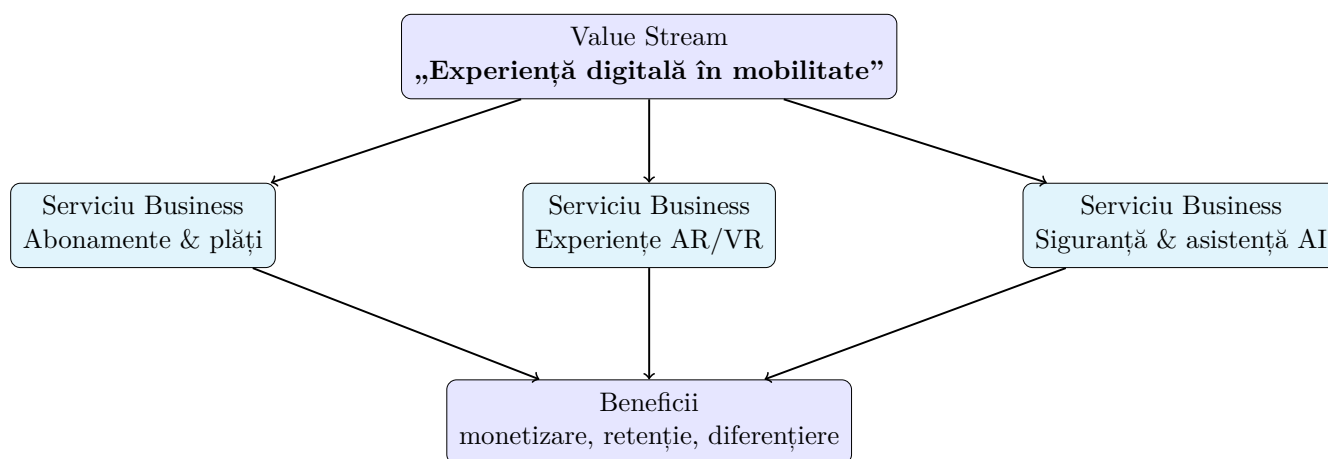 Value Stream
„Experiență digitală în mobilitate”
Serviciu Business
Abonamente & plăți
Serviciu Business
Experiențe AR/VR
Serviciu Business
Siguranță & asistență AI
Beneficii
monetizare, retenție, diferențiere